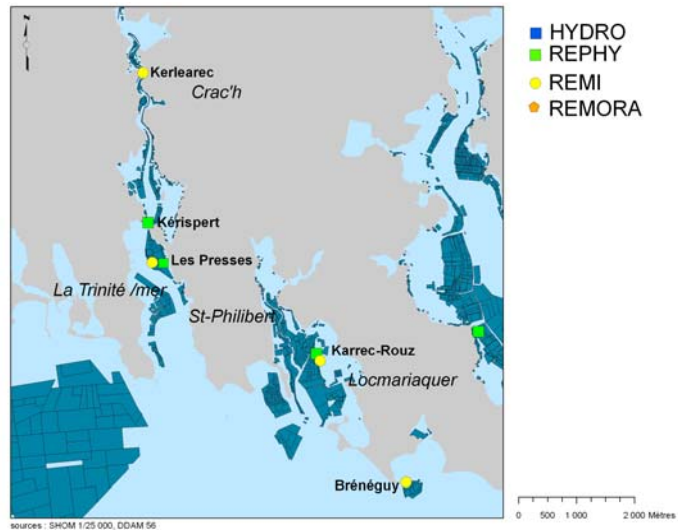 N
HYDRO
REPHY
REMI
REMORA
Kerlearec
Crac'h
Kérispert
Les Presses
La Trinité /mer
St-Philibert
Karrec-Rouz
Locmariaquer
Brénéguy
0 500 1 000 2 000 Mètres
sources : SHOM 1/25 000, DDAM 56